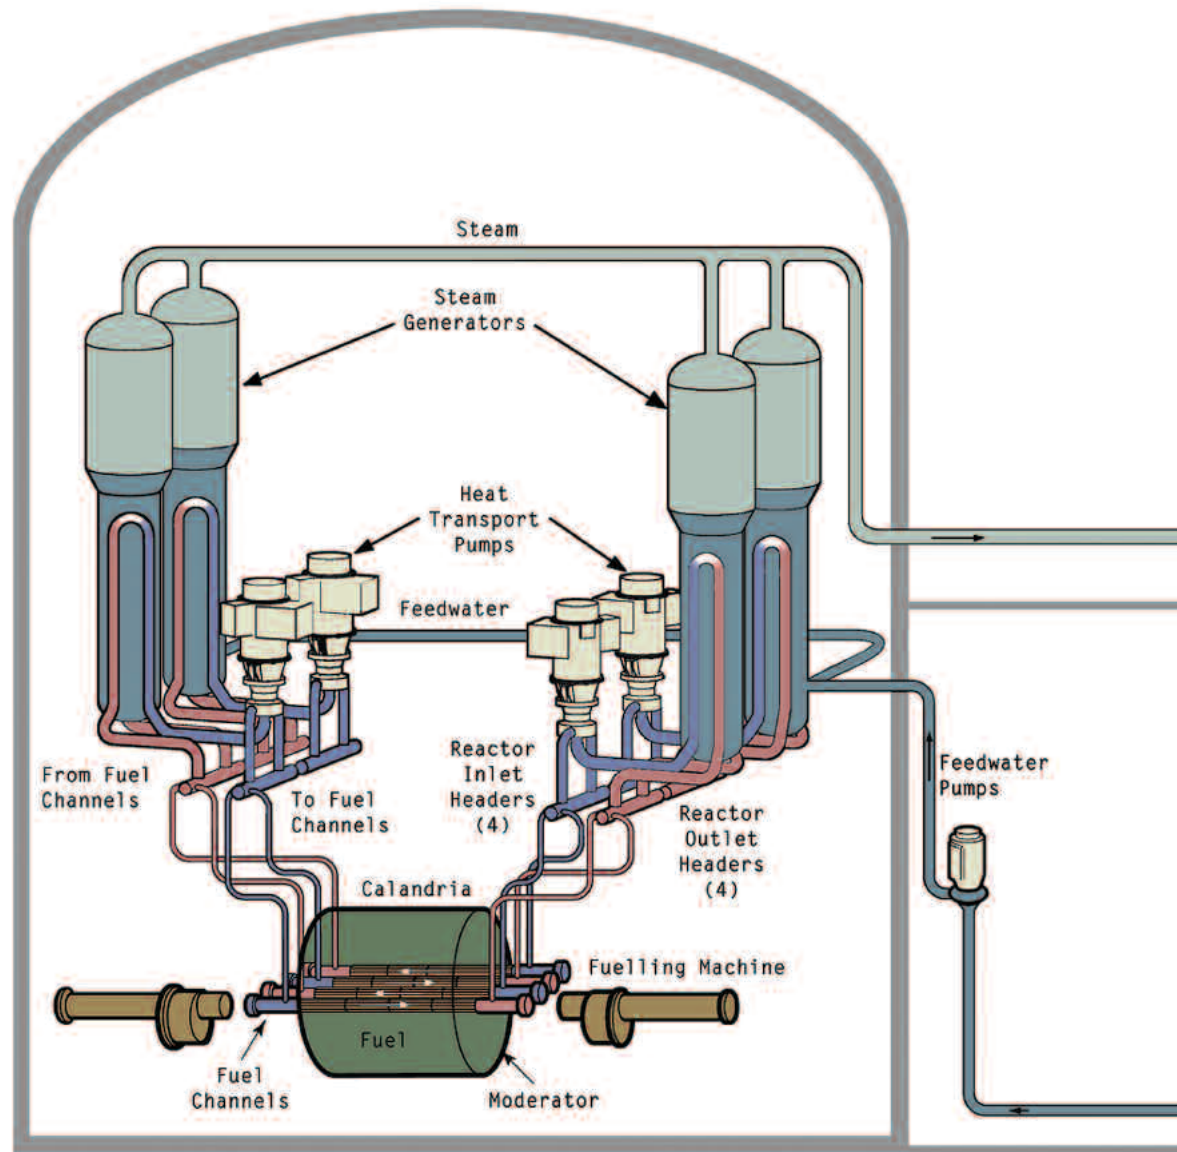 Steam
Steam
Generators
Heat
Transport
Pumps
Feedwater
From Fuel
Channels
To Fuel
Channels
Reactor
Inlet
Headers
(4)
Reactor
Outlet
Headers
(4)
Feedwater
Pumps
Calandria
Fuelling Machine
Fuel
Fuel
Channels
Moderator